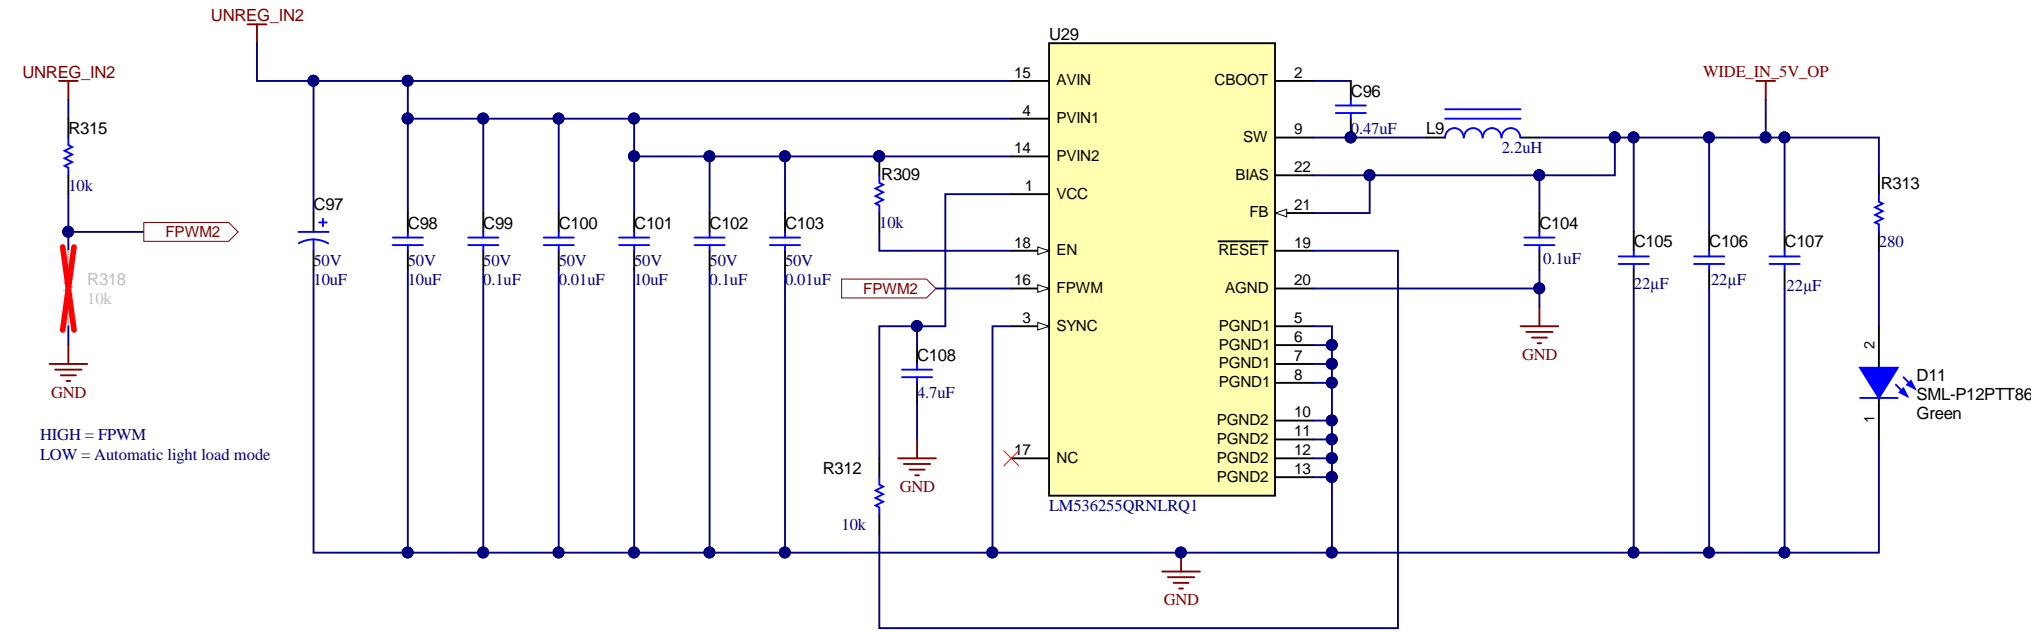 UNREG_IN2
UNREG_IN2
R315
10k
FPWM2
R318
10k
GND
HIGH = FPWM
LOW = Automatic light load mode
C97
+
50V
10uF
C98
50V
10uF
C99
50V
0.1uF
C100
50V
0.01uF
C101
50V
10uF
C102
50V
0.1uF
C103
50V
0.01uF
R309
10k
FPWM2
C108
4.7uF
GND
R312
10k
U29
15 AVIN
4 PVIN1
14 PVIN2
1 VCC
18 EN
16 FPWM
3 SYNC
17 NC
CBOOT 2
SW 9
BIAS 22
FB 21
RESET 19
AGND 20
PGND1 5
PGND1 6
PGND1 7
PGND1 8
PGND2 10
PGND2 11
PGND2 12
PGND2 13
LM536255QRNLRQ1
GND
C96
0.47uF
L9
2.2uH
C104
0.1uF
GND
WIDE_IN_5V_OP
C105
22µF
C106
22µF
C107
22µF
R313
280
2
D11
SML-P12PTT86
Green
1